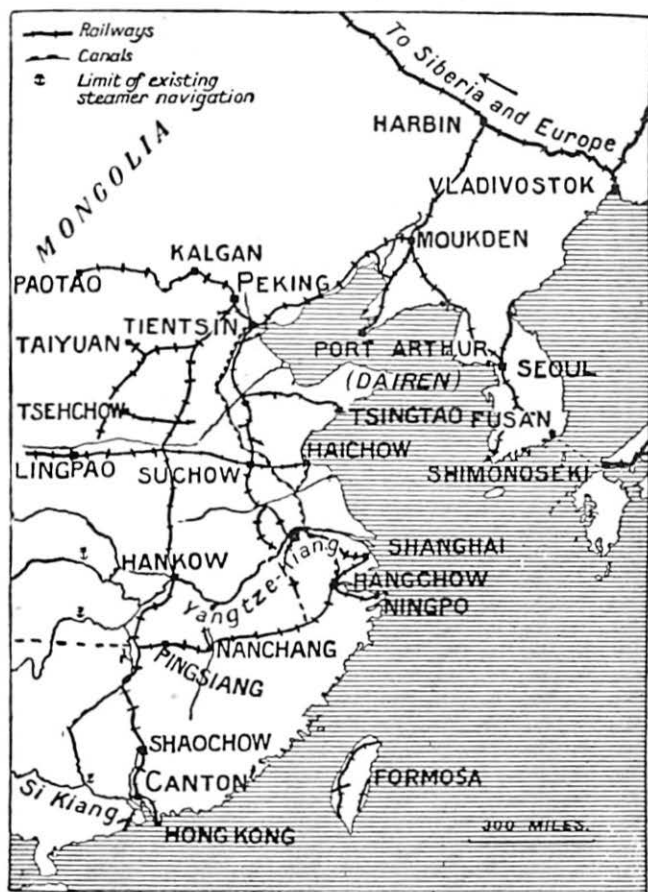 Railways
Canals
Limit of existing
steamer navigation
To Siberia and Europe
HARBIN
VLADIVOSTOK
MONGOLIA
MOUKDEN
KALGAN
PEKING
PAOTAO
TIENTSIN
TAIYUAN
PORT ARTHUR
(DAIREN)
SEOUL
TSEHCHOW
TSINGTAO
FUSAN
HAICHOW
LINGPAO
SUCHOW
SHIMONOSEKI
SHANGHAI
HANKOW
Yangtze-Kiang
HANGCHOW
NINGPO
NANCHANG
PINGSIANG
SHAOCHOW
CANTON
FORMOSA
Si Kiang
HONG KONG
300 MILES.